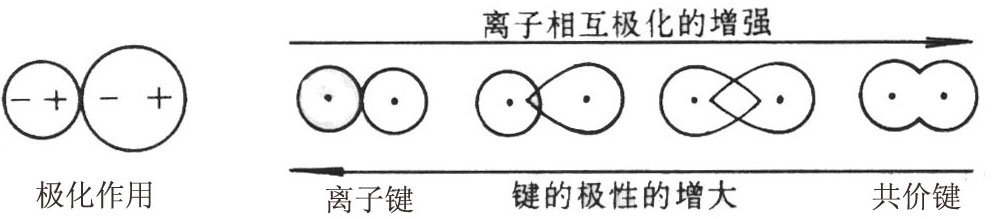 离子相互极化的增强
- + - +
极化作用
离子键
键的极性的增大
共价键